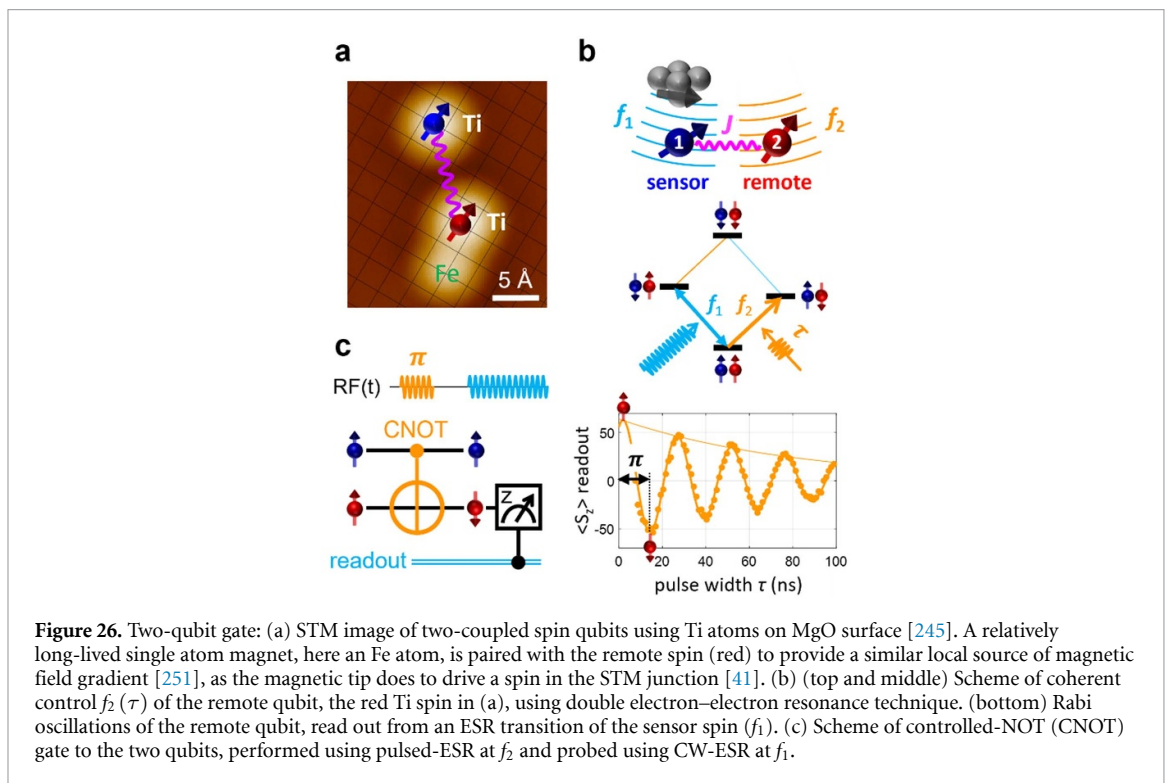 a
Ti
Ti
Fe
5 Å
b
f₁
J
f₂
1
2
sensor
remote
f₁
f₂
τ
c
π
RF(t)
CNOT
Z
readout
<S_z> readout
50
0
-50
π
0
20
40
60
80
100
pulse width τ (ns)
Figure 26. Two-qubit gate: (a) STM image of two-coupled spin qubits using Ti atoms on MgO surface [245]. A relatively
long-lived single atom magnet, here an Fe atom, is paired with the remote spin (red) to provide a similar local source of magnetic
field gradient [251], as the magnetic tip does to drive a spin in the STM junction [41]. (b) (top and middle) Scheme of coherent
control f₂ (τ) of the remote qubit, the red Ti spin in (a), using double electron–electron resonance technique. (bottom) Rabi
oscillations of the remote qubit, read out from an ESR transition of the sensor spin (f₁). (c) Scheme of controlled-NOT (CNOT)
gate to the two qubits, performed using pulsed-ESR at f₂ and probed using CW-ESR at f₁.